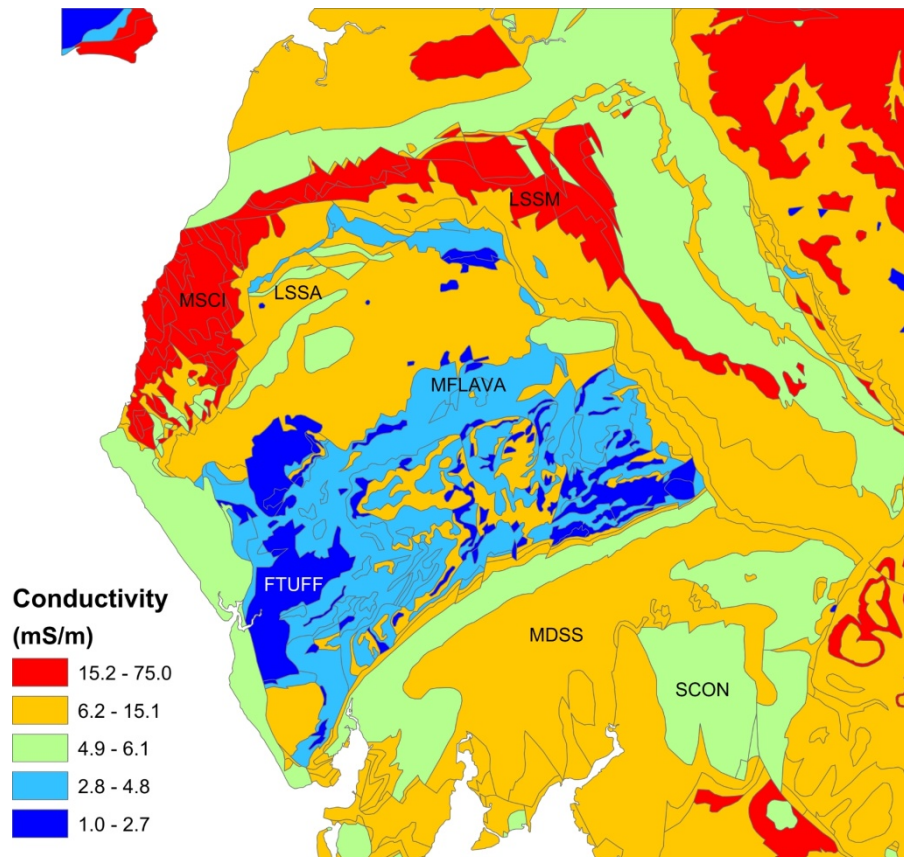 LSSM
MSCI
LSSA
MFLAVA
FTUFF
MDSS
SCON
Conductivity
(mS/m)
15.2 - 75.0
6.2 - 15.1
4.9 - 6.1
2.8 - 4.8
1.0 - 2.7